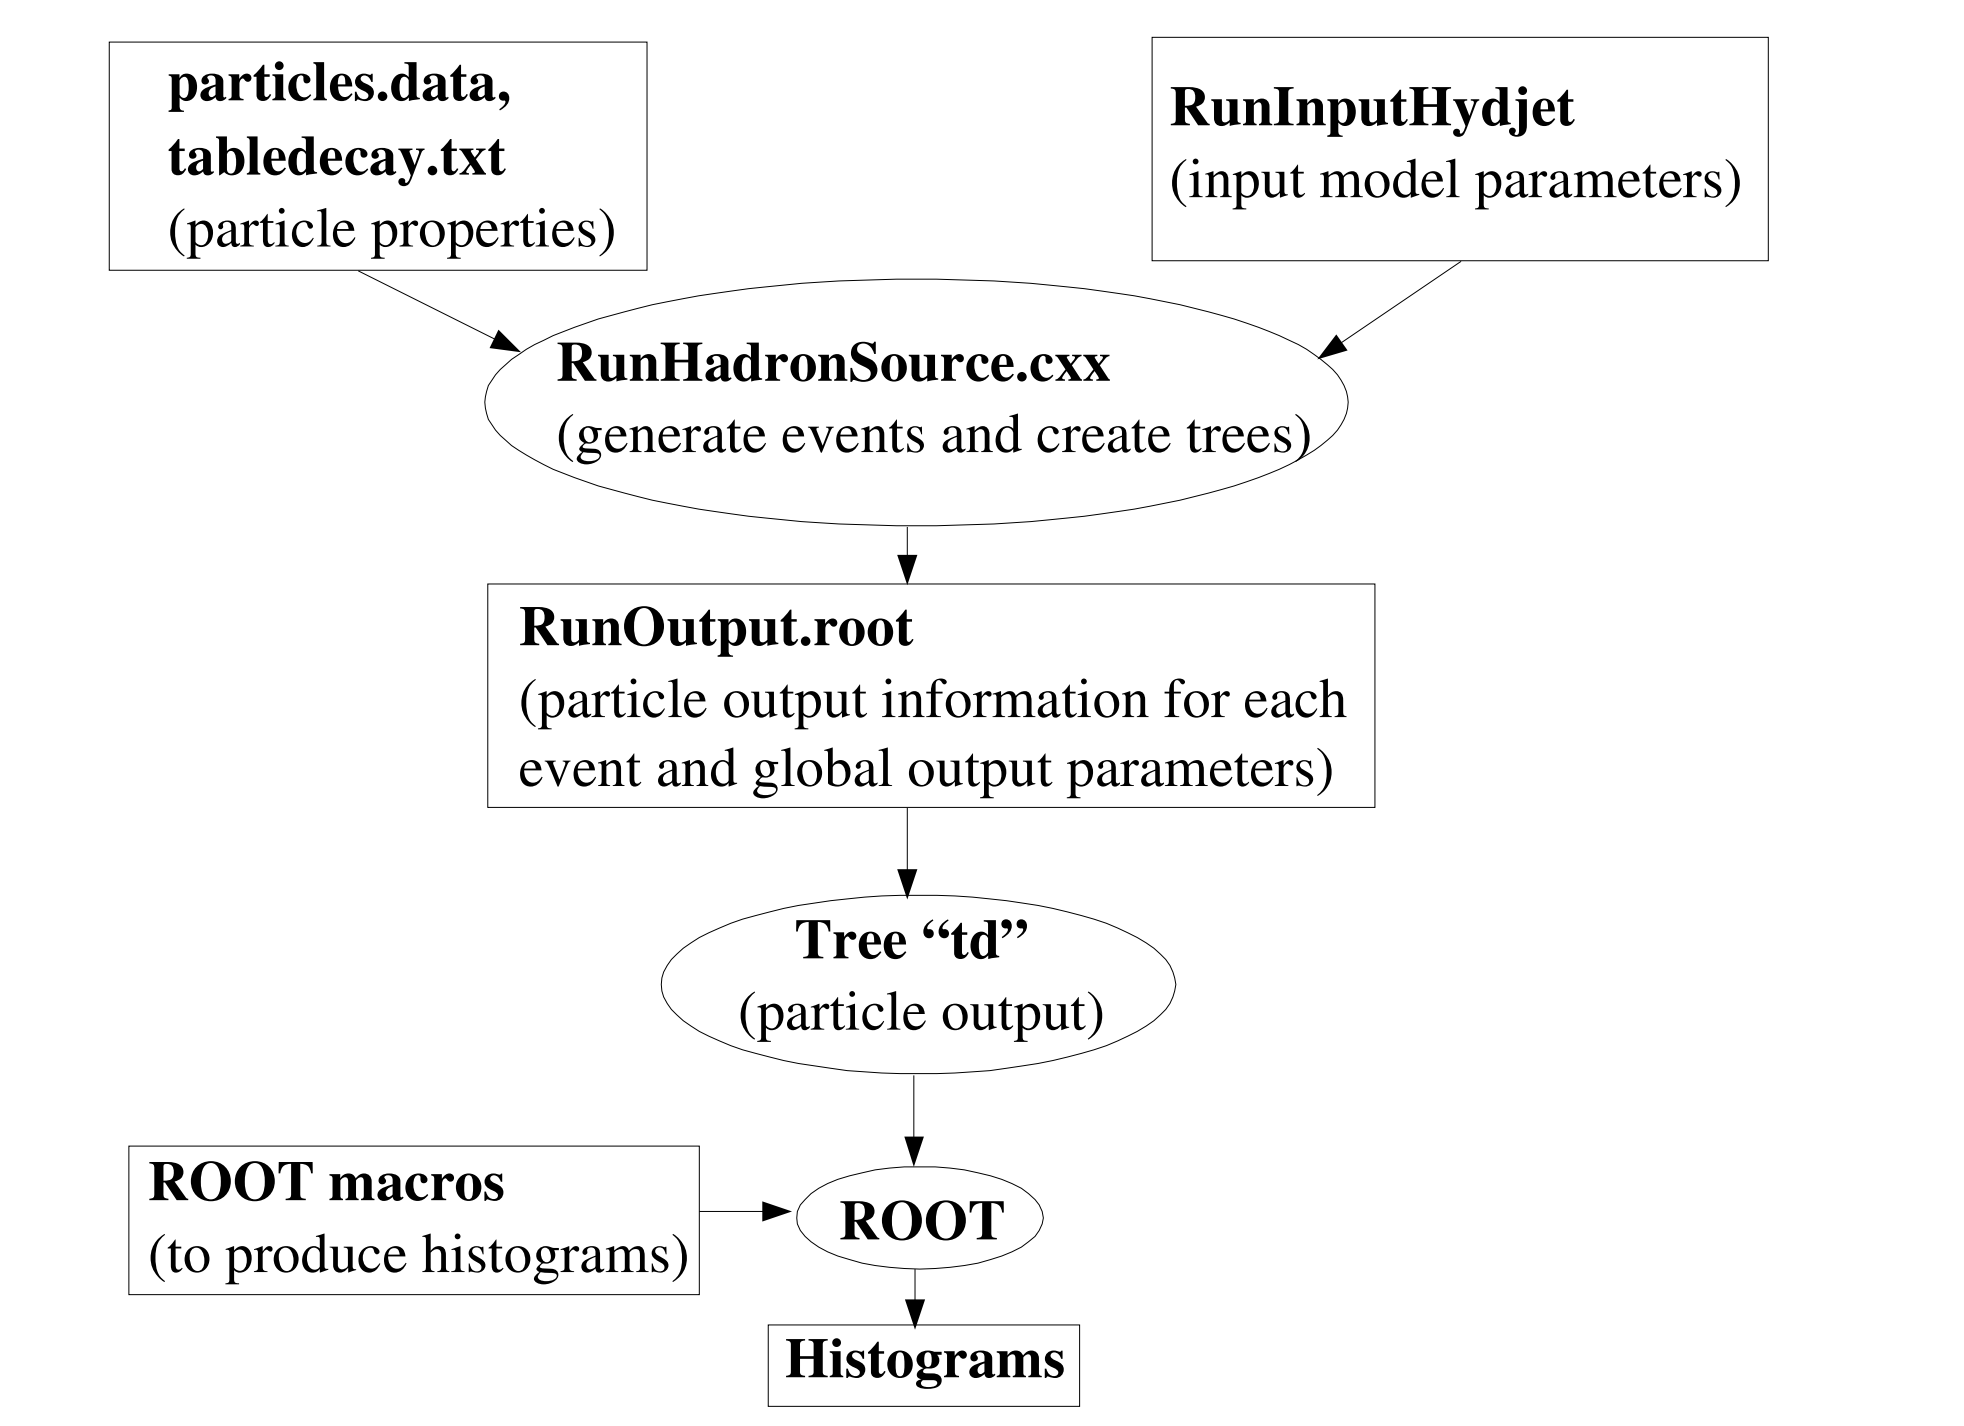 particles.data,
tabledecay.txt
(particle properties)
RunInputHydjet
(input model parameters)
RunHadronSource.cxx
(generate events and create trees)
RunOutput.root
(particle output information for each
event and global output parameters)
Tree “td”
(particle output)
ROOT macros
(to produce histograms)
ROOT
Histograms